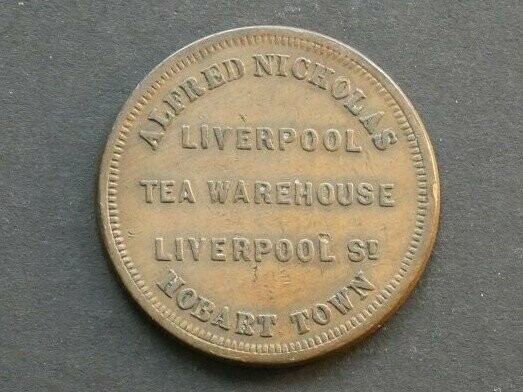 ALFRED NICHOLAS
LIVERPOOL
TEA WAREHOUSE
LIVERPOOL ST
HOBART TOWN